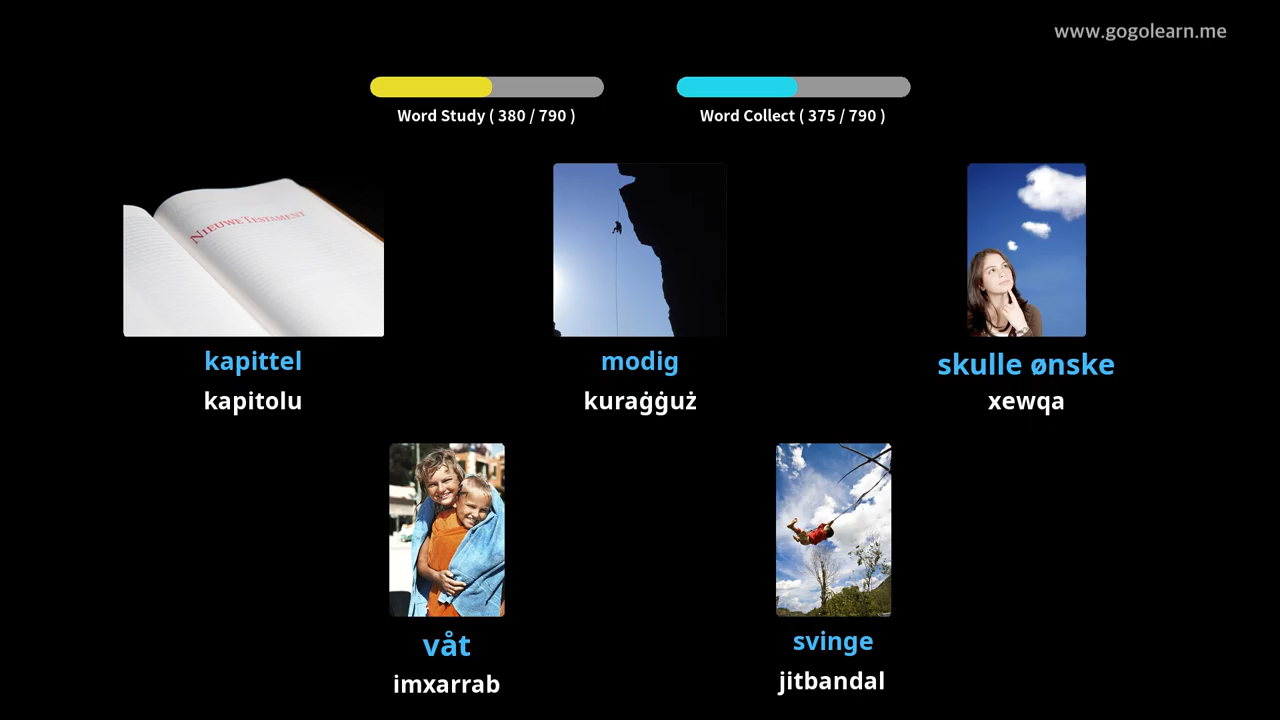 www.gogolearn.me
Word Study ( 380 / 790 )
Word Collect ( 375 / 790 )
NIEUWE TESTAMENT
kapittel
modig
skulle ønske
kapitolu
kuraġġuż
xewqa
våt
svinge
imxarrab
jitbandal